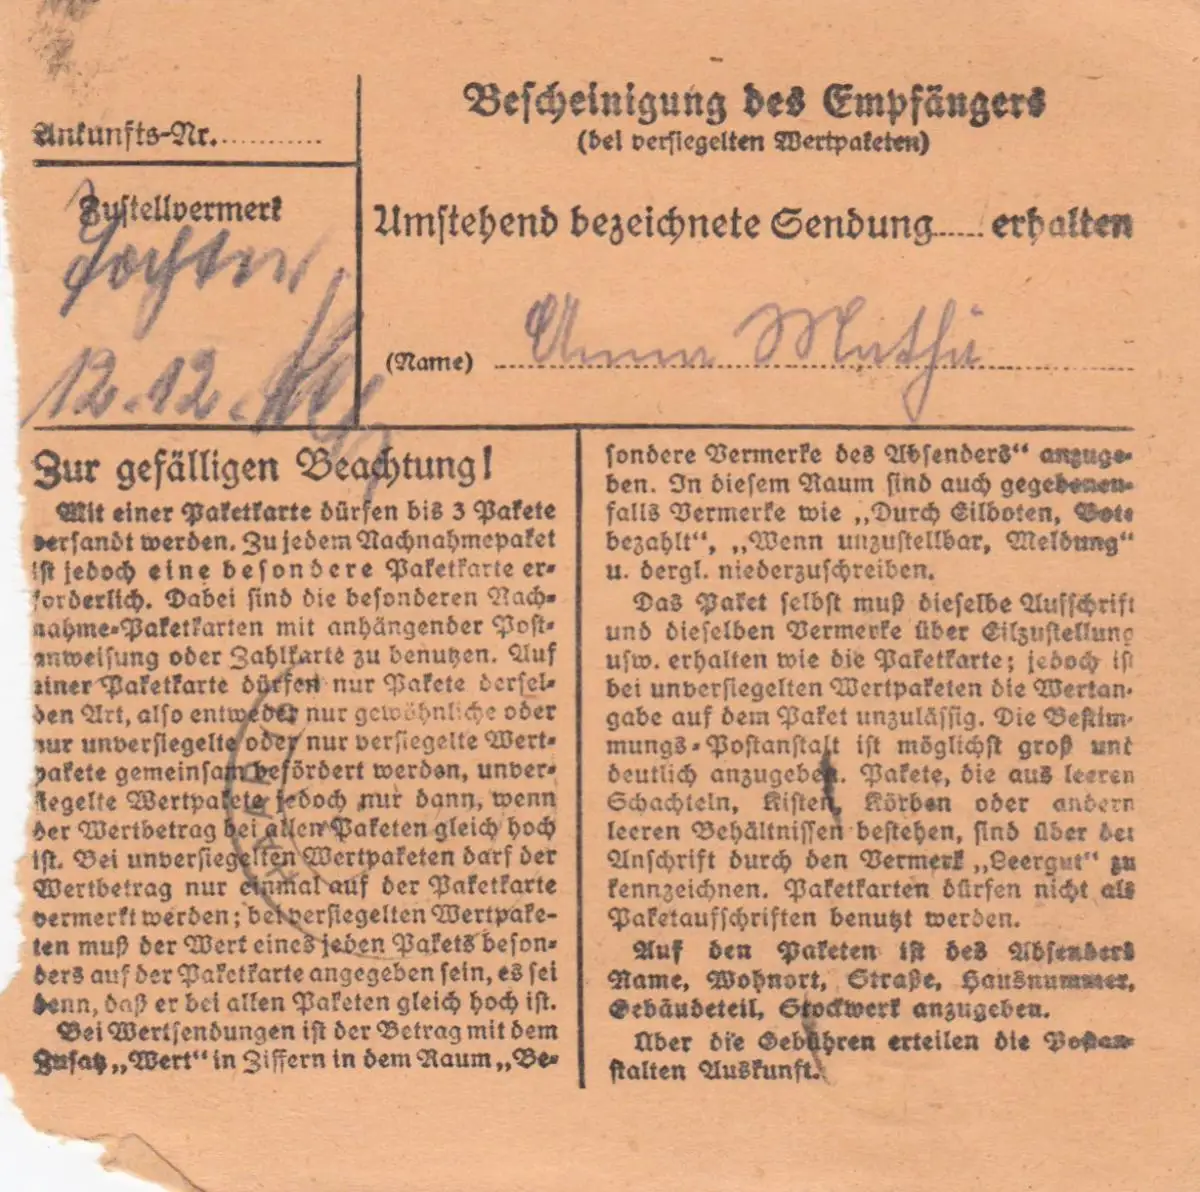 Ankunfts-Nr.
Zustellvermerk
Tochter
12.12.
Bescheinigung des Empfängers
(bei versiegelten Wertpaketen)
Umstehend bezeichnete Sendung..... erhalten
(Name) Anna
Zur gefälligen Beachtung!
Mit einer Paketkarte dürfen bis 3 Pakete
versandt werden. Zu jedem Nachnahmepaket
ist jedoch eine besondere Paketkarte er-
forderlich. Dabei sind die besonderen Nach-
nahme-Paketkarten mit anhängender Post-
anweisung oder Zahlkarte zu benutzen. Auf
einer Paketkarte dürfen nur Pakete dersel-
ben Art, also entweder nur gewöhnliche oder
nur unversiegelte oder nur versiegelte Wert-
pakete gemeinsam befördert werden, unver-
siegelte Wertpakete jedoch nur dann, wenn
der Wertbetrag bei allen Paketen gleich hoch
ist. Bei unversiegelten Wertpaketen darf der
Wertbetrag nur einmal auf der Paketkarte
vermerkt werden; bei versiegelten Wertpake-
ten muß der Wert eines jeden Pakets beson-
ders auf der Paketkarte angegeben sein, es sei
denn, daß er bei allen Paketen gleich hoch ist.
Bei Wertsendungen ist der Betrag mit dem
Zusatz „Wert" in Ziffern in dem Raum „Be-
sondere Vermerke des Absenders" anzuge-
ben. In diesem Raum sind auch gegebenen-
falls Vermerke wie „Durch Eilboten, Bote
bezahlt", „Wenn unzustellbar, Meldung"
u. dergl. niederzuschreiben.
Das Paket selbst muß dieselbe Aufschrift
und dieselben Vermerke über Eilzustellung
usw. erhalten wie die Paketkarte; jedoch ist
bei unversiegelten Wertpaketen die Wertan-
gabe auf dem Paket unzulässig. Die Bestim-
mungs-Postanstalt ist möglichst groß und
deutlich anzugeben. Pakete, die aus leeren
Schachteln, Kisten, Körben oder andern
leeren Behältnissen bestehen, sind über der
Anschrift durch den Vermerk „Leergut" zu
kennzeichnen. Paketkarten dürfen nicht als
Paketaufschriften benutzt werden.
Auf den Paketen ist des Absenders
Name, Wohnort, Straße, Hausnummer,
Gebäudeteil, Stockwerk anzugeben.
Über die Gebühren erteilen die Postan-
stalten Auskunft.
HAAR